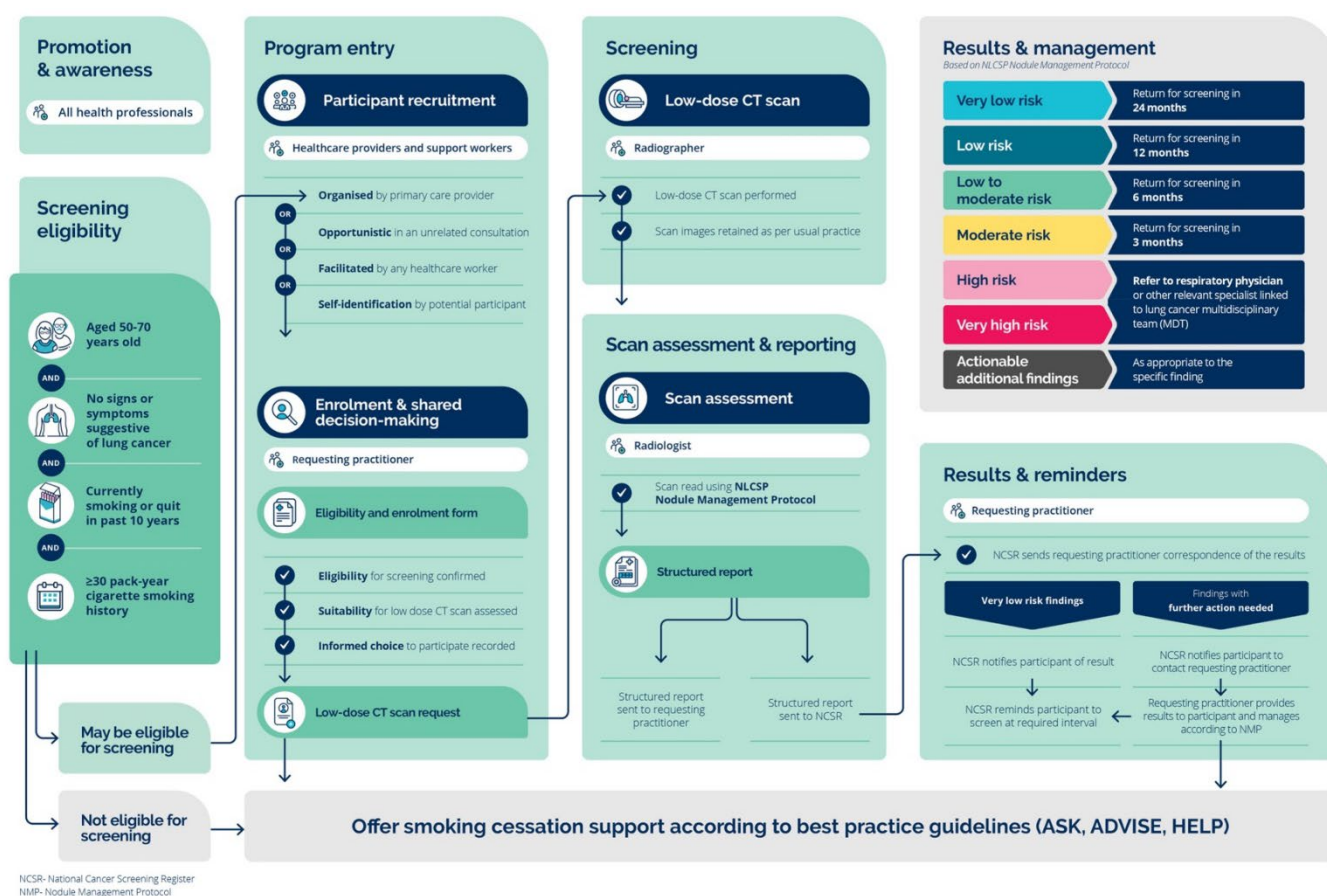 Promotion
& awareness
All health professionals
Screening
eligibility
Aged 50-70
years old
AND
No signs or
symptoms
suggestive
of lung cancer
AND
Currently
smoking or quit
in past 10 years
AND
≥30 pack-year
cigarette smoking
history
May be eligible
for screening
Not eligible for
screening
Program entry
Participant recruitment
Healthcare providers and support workers
Organised by primary care provider
OR
Opportunistic in an unrelated consultation
OR
Facilitated by any healthcare worker
OR
Self-identification by potential participant
Enrolment & shared
decision-making
Requesting practitioner
Eligibility and enrolment form
Eligibility for screening confirmed
Suitability for low dose CT scan assessed
Informed choice to participate recorded
Low-dose CT scan request
Screening
Low-dose CT scan
Radiographer
Low-dose CT scan performed
Scan images retained as per usual practice
Scan assessment & reporting
Scan assessment
Radiologist
Scan read using NLCSP
Nodule Management Protocol
Structured report
Structured report
sent to requesting
practitioner
Structured report
sent to NCSR
Results & management
Based on NLCSP Nodule Management Protocol
Very low risk
Return for screening in
24 months
Low risk
Return for screening in
12 months
Low to
moderate risk
Return for screening in
6 months
Moderate risk
Return for screening in
3 months
High risk
Very high risk
Refer to respiratory physician
or other relevant specialist linked
to lung cancer multidisciplinary
team (MDT)
Actionable
additional findings
As appropriate to the
specific finding
Results & reminders
Requesting practitioner
NCSR sends requesting practitioner correspondence of the results
Very low risk findings
Findings with
further action needed
NCSR notifies participant of result
NCSR notifies participant to
contact requesting practitioner
NCSR reminds participant to
screen at required interval
Requesting practitioner provides
results to participant and manages
according to NMP
Offer smoking cessation support according to best practice guidelines (ASK, ADVISE, HELP)
NCSR- National Cancer Screening Register
NMP- Nodule Management Protocol